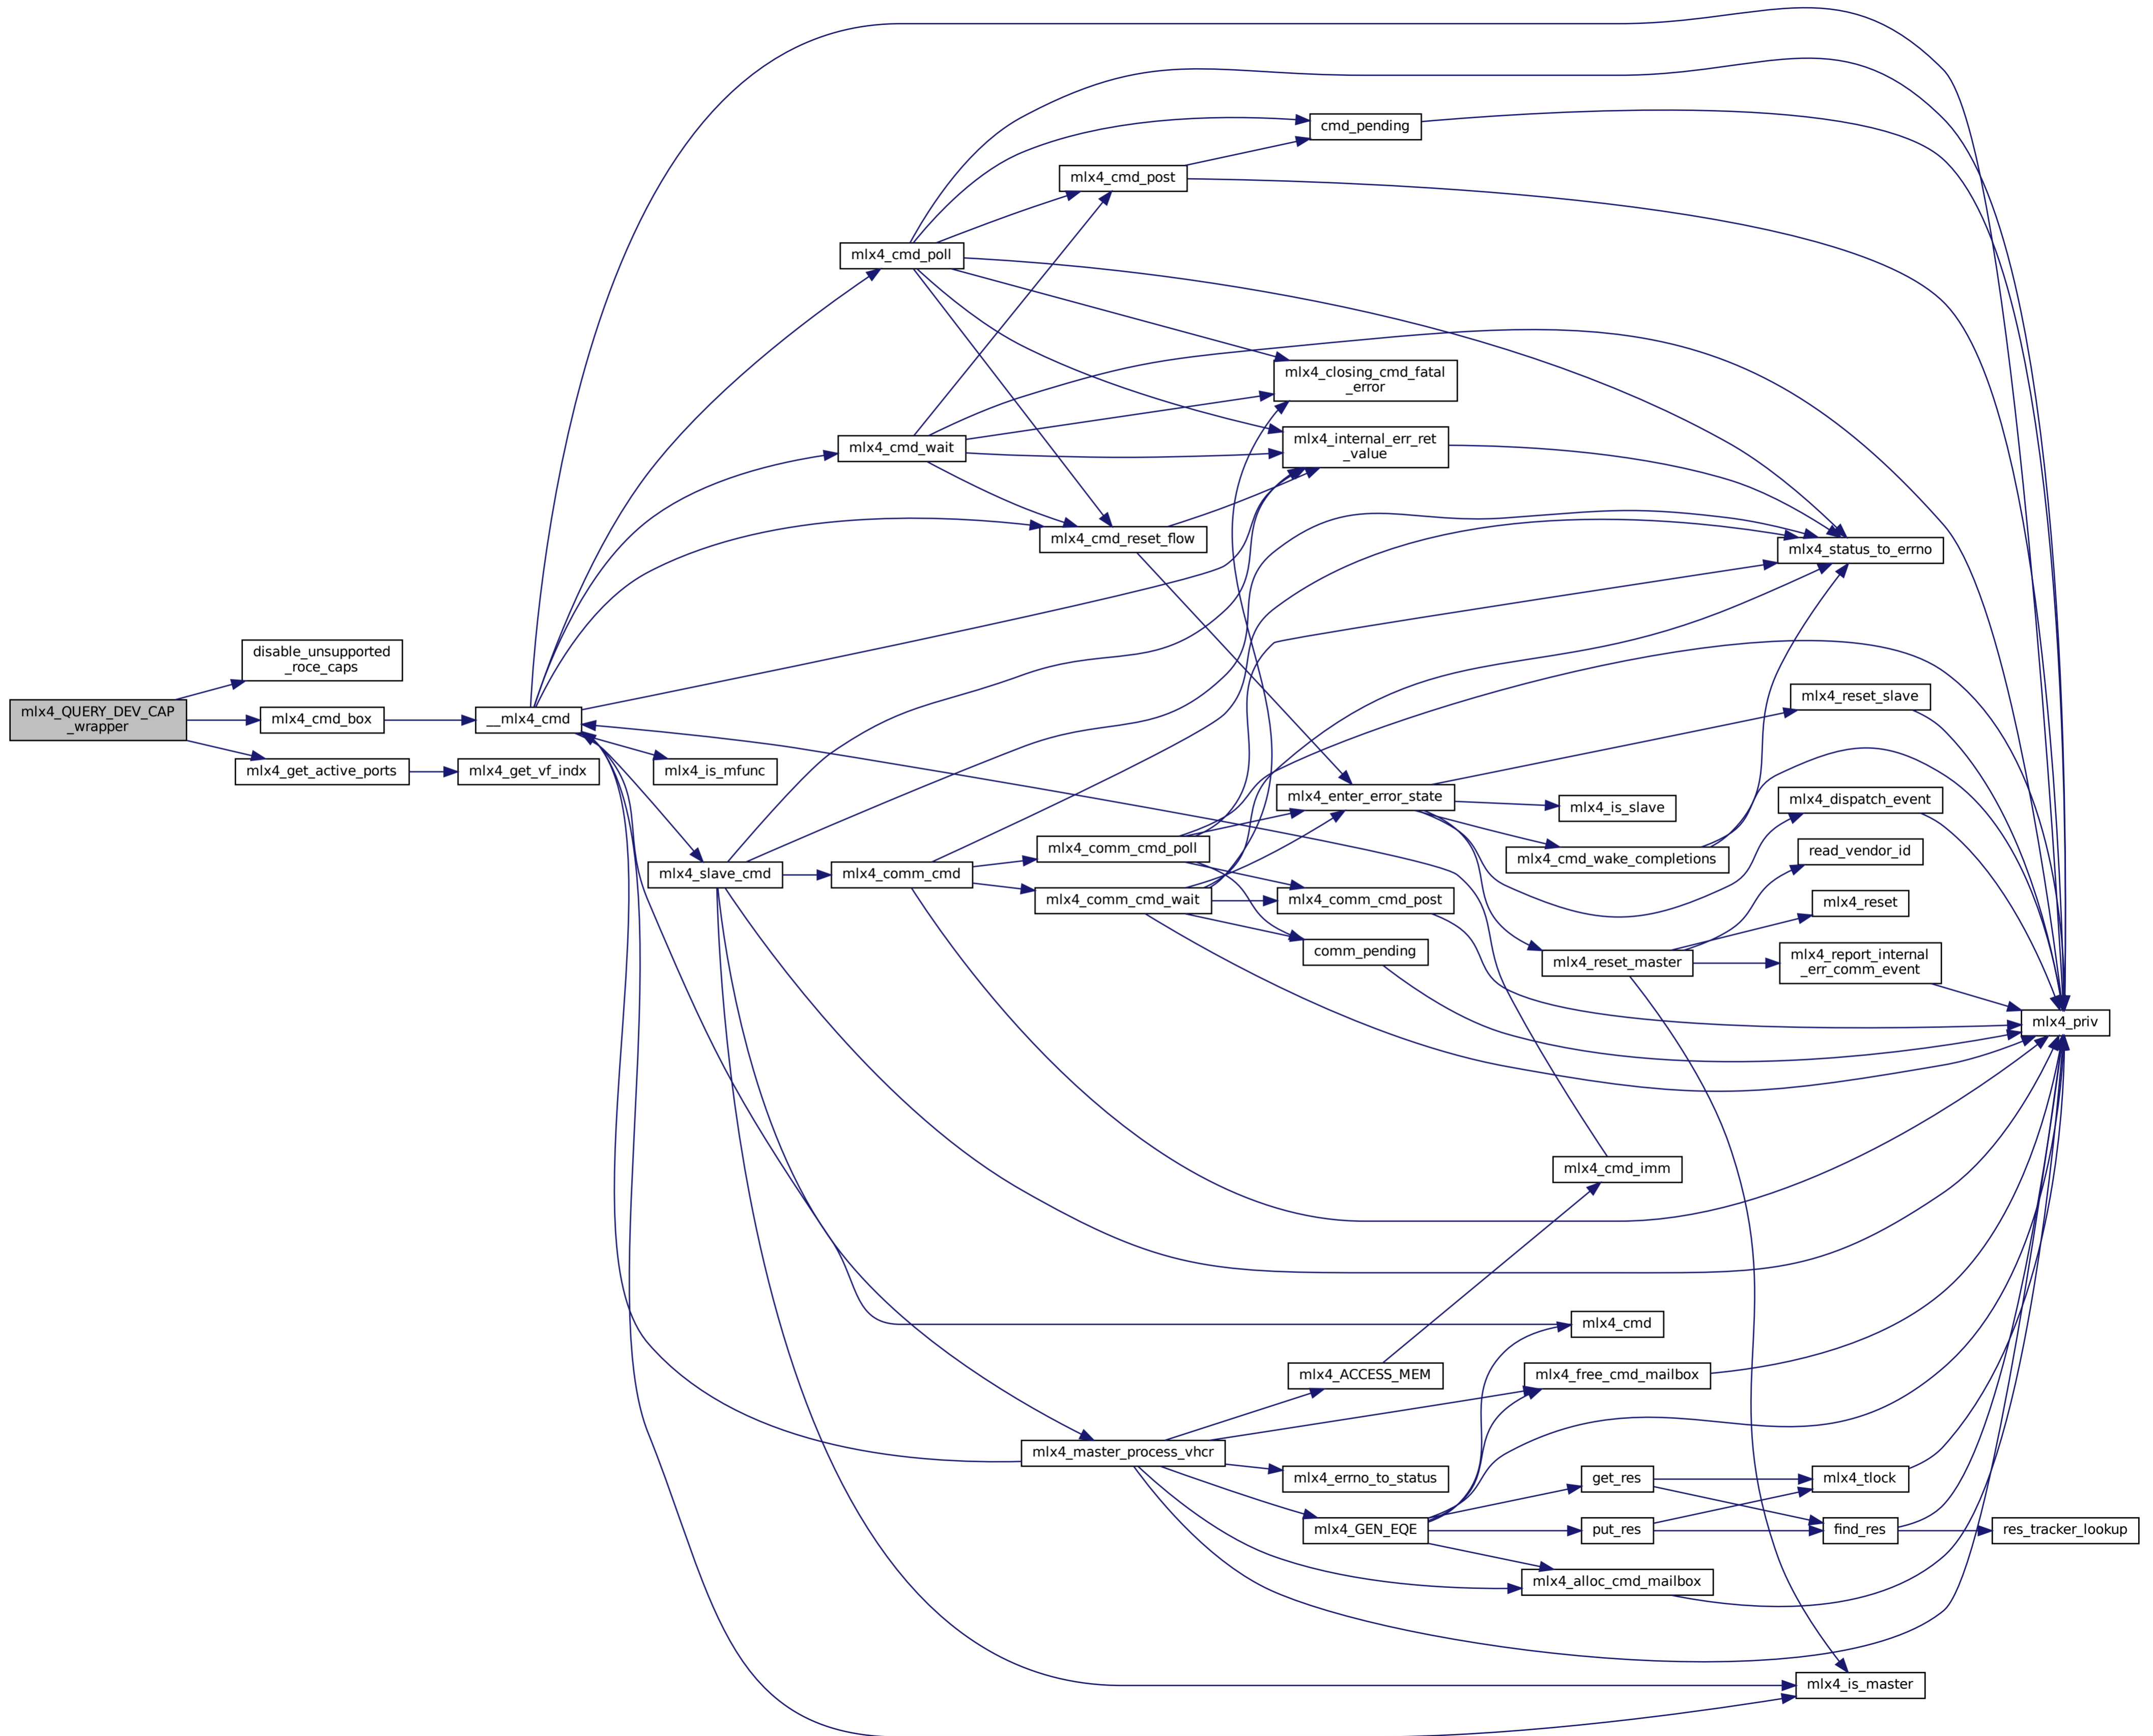 mlx4_QUERY_DEV_CAP
_wrapper
disable_unsupported
_roce_caps
mlx4_cmd_box
mlx4_get_active_ports
__mlx4_cmd
mlx4_get_vf_indx
mlx4_is_mfunc
mlx4_slave_cmd
mlx4_cmd_poll
mlx4_cmd_wait
mlx4_comm_cmd
mlx4_cmd_post
mlx4_cmd_reset_flow
mlx4_comm_cmd_poll
mlx4_comm_cmd_wait
mlx4_master_process_vhcr
cmd_pending
mlx4_closing_cmd_fatal
_error
mlx4_internal_err_ret
_value
mlx4_enter_error_state
mlx4_comm_cmd_post
comm_pending
mlx4_ACCESS_MEM
mlx4_errno_to_status
mlx4_GEN_EQE
mlx4_is_slave
mlx4_cmd_wake_completions
mlx4_reset_master
mlx4_cmd_imm
mlx4_cmd
mlx4_free_cmd_mailbox
get_res
put_res
mlx4_alloc_cmd_mailbox
mlx4_status_to_errno
mlx4_reset_slave
mlx4_dispatch_event
read_vendor_id
mlx4_reset
mlx4_report_internal
_err_comm_event
mlx4_tlock
find_res
mlx4_is_master
mlx4_priv
res_tracker_lookup